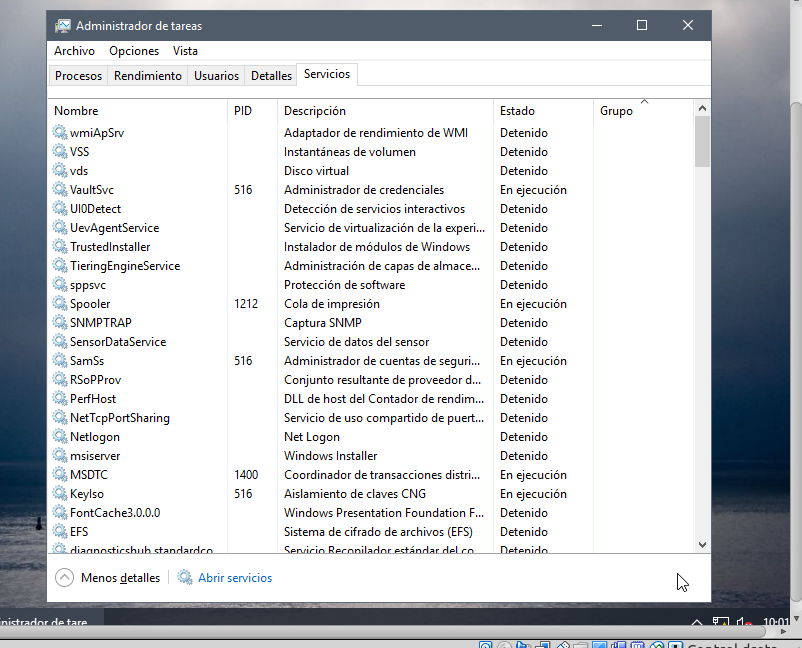 Administrador de tareas
Archivo Opciones Vista
Procesos Rendimiento Usuarios Detalles Servicios
Nombre PID Descripción Estado Grupo
wmiApSrv Adaptador de rendimiento de WMI Detenido
VSS Instantáneas de volumen Detenido
vds Disco virtual Detenido
VaultSvc 516 Administrador de credenciales En ejecución
UI0Detect Detección de servicios interactivos Detenido
UevAgentService Servicio de virtualización de la experi... Detenido
TrustedInstaller Instalador de módulos de Windows Detenido
TieringEngineService Administración de capas de almace... Detenido
sppsvc Protección de software Detenido
Spooler 1212 Cola de impresión En ejecución
SNMPTRAP Captura SNMP Detenido
SensorDataService Servicio de datos del sensor Detenido
SamSs 516 Administrador de cuentas de seguri... En ejecución
RSoPProv Conjunto resultante de proveedor d... Detenido
PerfHost DLL de host del Contador de rendim... Detenido
NetTcpPortSharing Servicio de uso compartido de puert... Detenido
Netlogon Net Logon Detenido
msiserver Windows Installer Detenido
MSDTC 1400 Coordinador de transacciones distri... En ejecución
KeyIso 516 Aislamiento de claves CNG En ejecución
FontCache3.0.0.0 Windows Presentation Foundation F... Detenido
EFS Sistema de cifrado de archivos (EFS) Detenido
diagnosticshub.standardco... Servicio Recopilador estándar del co... Detenido
Menos detalles Abrir servicios
nistrador de tare... 10:01
Control derecho